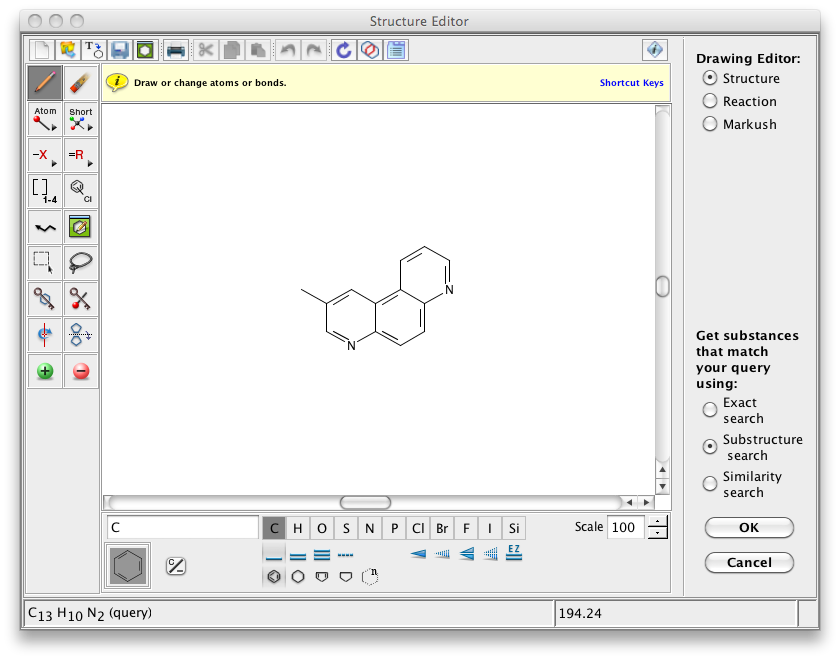 Structure Editor
Draw or change atoms or bonds.
Shortcut Keys
Atom
Short
-X
=R
[ ] 1-4
Cl
N
N
Drawing Editor:
Structure
Reaction
Markush
Get substances
that match
your query
using:
Exact
search
Substructure
search
Similarity
search
OK
Cancel
C
C H O S N P Cl Br F I Si
Scale 100
EZ
n
C13 H10 N2 (query)
194.24